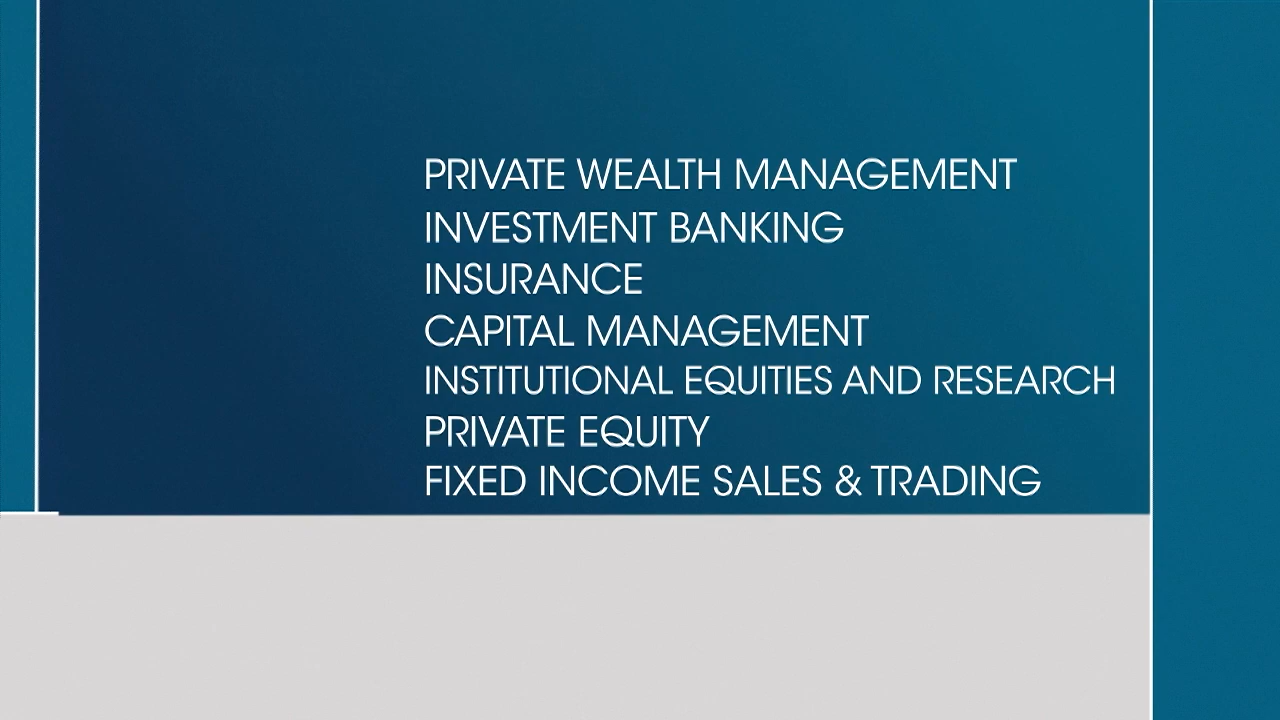 PRIVATE WEALTH MANAGEMENT
INVESTMENT BANKING
INSURANCE
CAPITAL MANAGEMENT
INSTITUTIONAL EQUITIES AND RESEARCH
PRIVATE EQUITY
FIXED INCOME SALES & TRADING